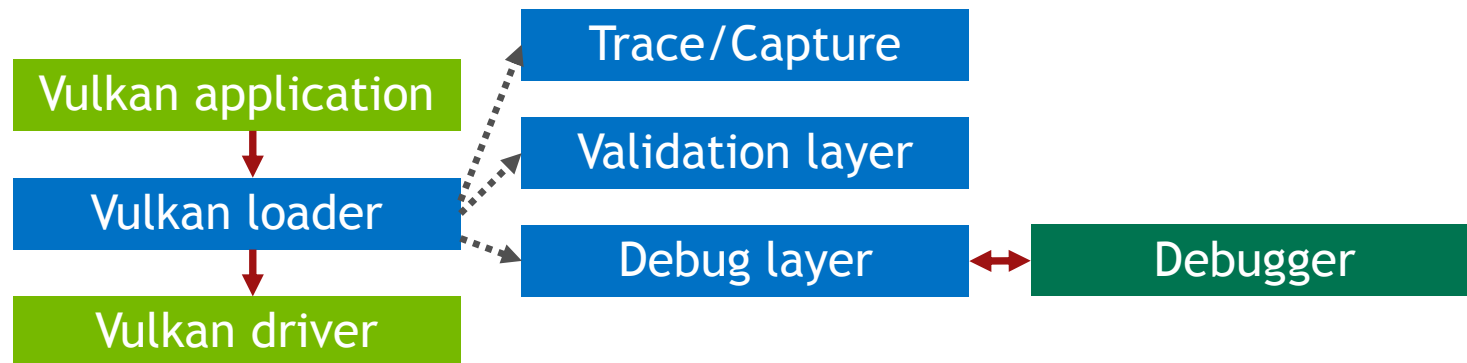 Vulkan application
Vulkan loader
Vulkan driver
Trace/Capture
Validation layer
Debug layer
Debugger